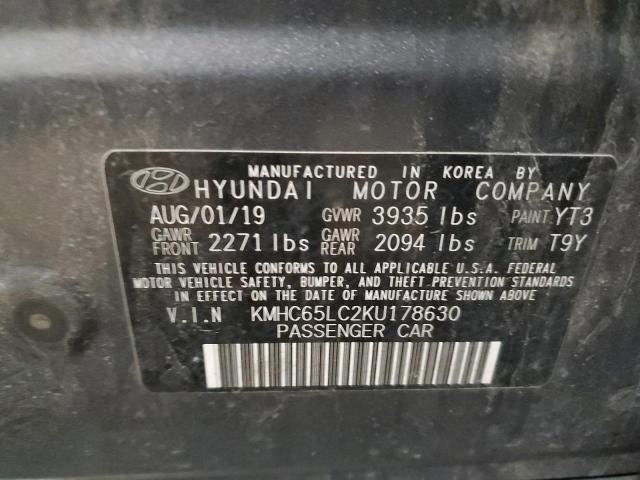 MANUFACTURED IN KOREA BY
HYUNDAI MOTOR COMPANY
AUG/01/19 GVWR 3935 lbs PAINT YT3
GAWR FRONT 2271 lbs GAWR REAR 2094 lbs TRIM T9Y
THIS VEHICLE CONFORMS TO ALL APPLICABLE U.S.A. FEDERAL
MOTOR VEHICLE SAFETY, BUMPER, AND THEFT PREVENTION STANDARDS
IN EFFECT ON THE DATE OF MANUFACTURE SHOWN ABOVE
V.I.N KMHC65LC2KU178630
PASSENGER CAR